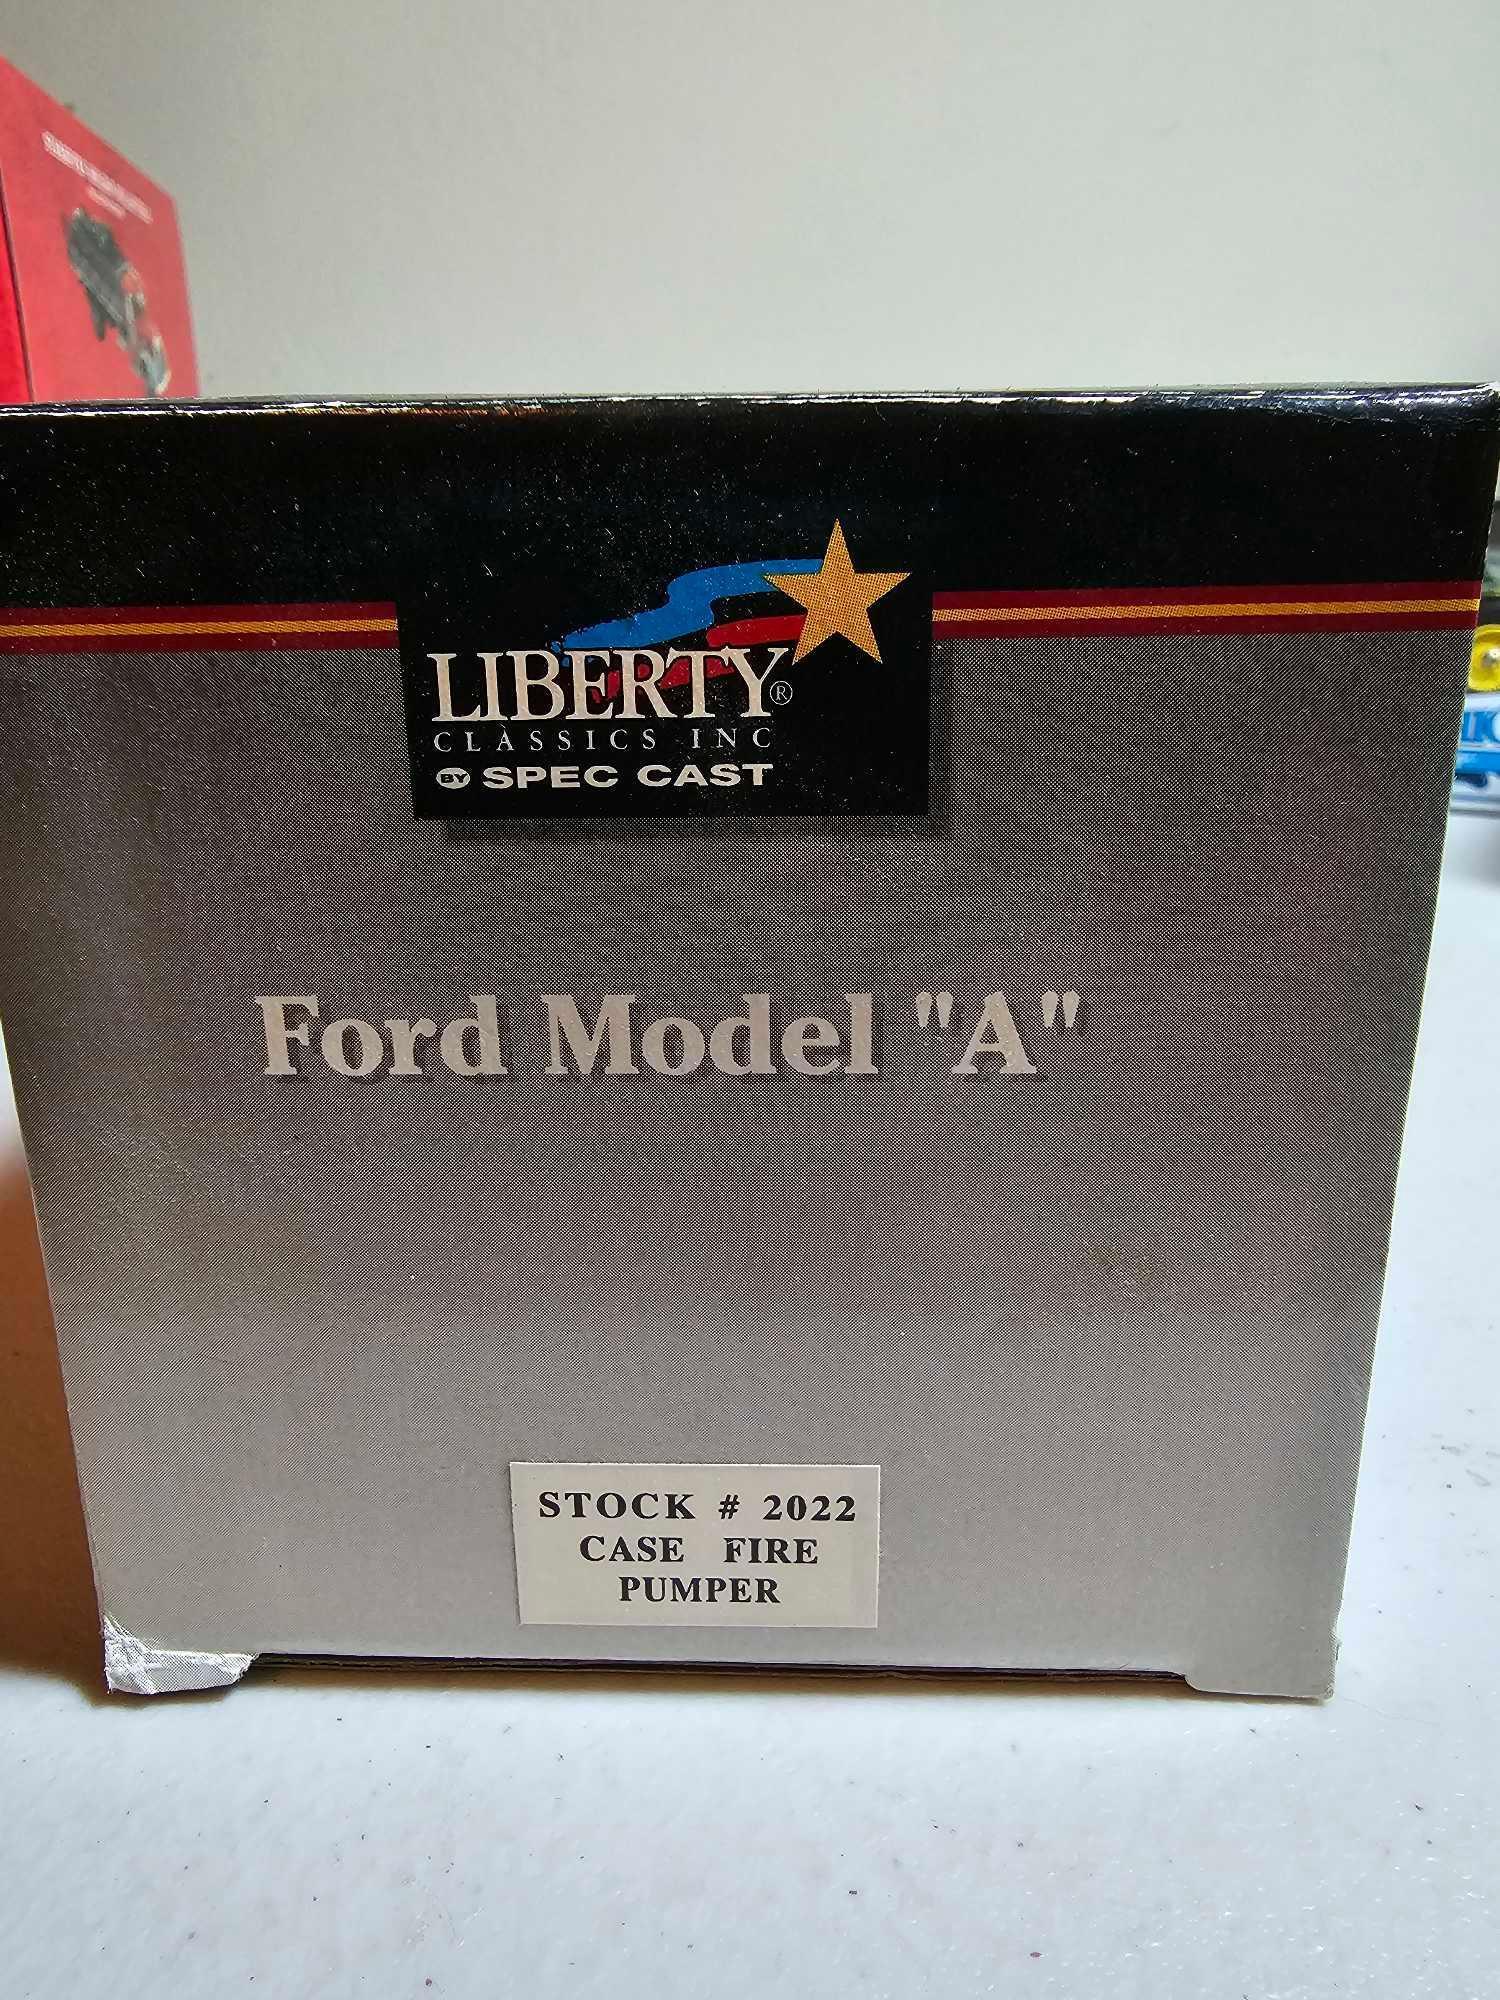 LIBERTY®
CLASSICS INC
BY SPEC CAST
Ford Model "A"
STOCK # 2022
CASE FIRE
PUMPER